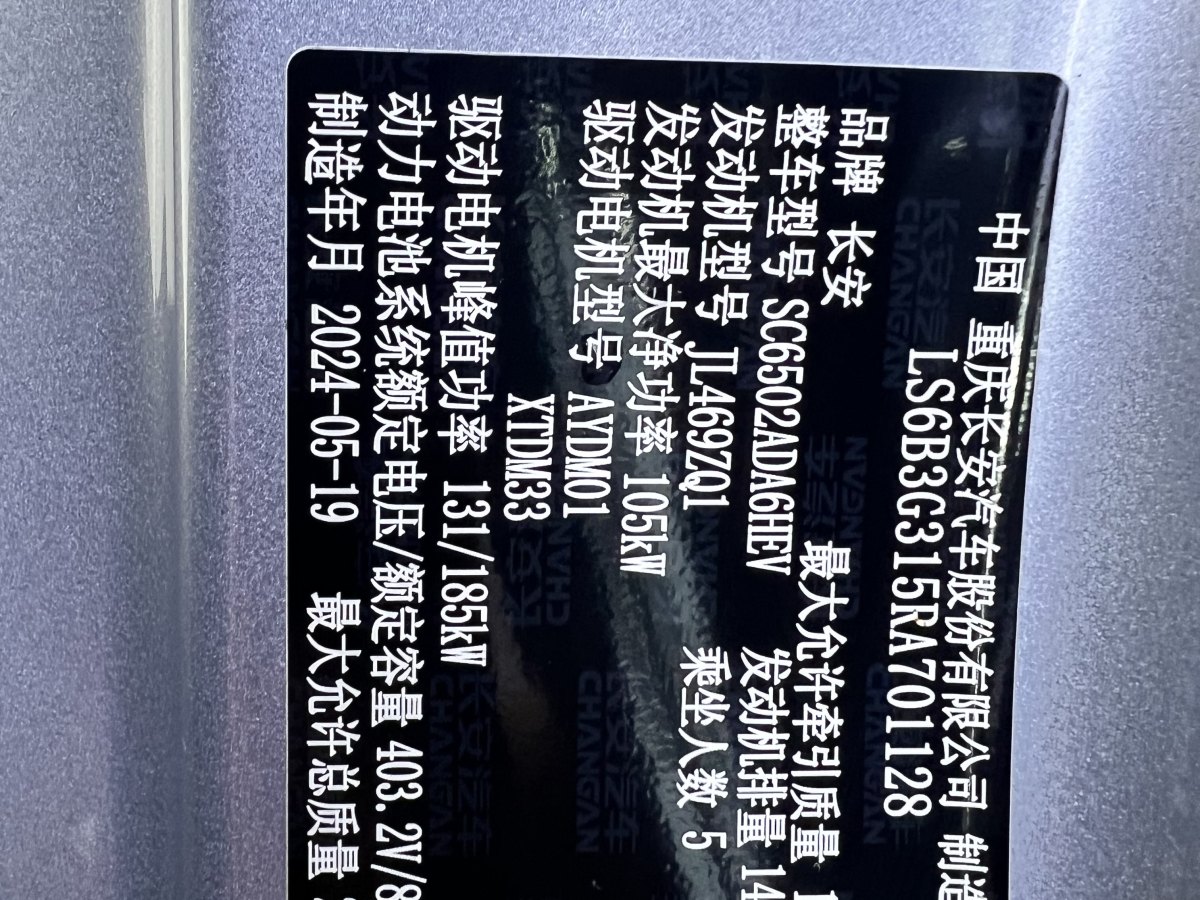 中国 重庆长安汽车股份有限公司 制造
LS6B3G315RA701128
品牌 长安 最大允许牵引质量 1
整车型号 SC6502ADA6HEV 发动机排量 14
发动机型号 JL469ZQ1 乘坐人数 5
发动机最大净功率 105kW
驱动电机型号 AYDM01
XTDM33
驱动电机峰值功率 131/185kW
动力电池系统额定电压/额定容量 403.2V/8
制造年月 2024-05-19 最大允许总质量